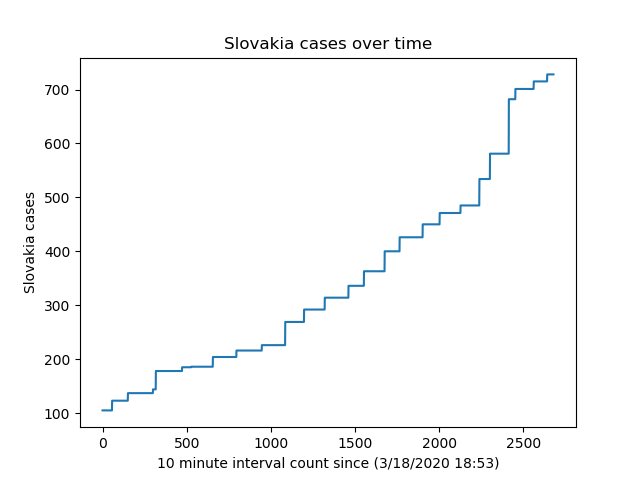 Slovakia cases over time
Slovakia cases
700
600
500
400
300
200
100
0 500 1000 1500 2000 2500
10 minute interval count since (3/18/2020 18:53)